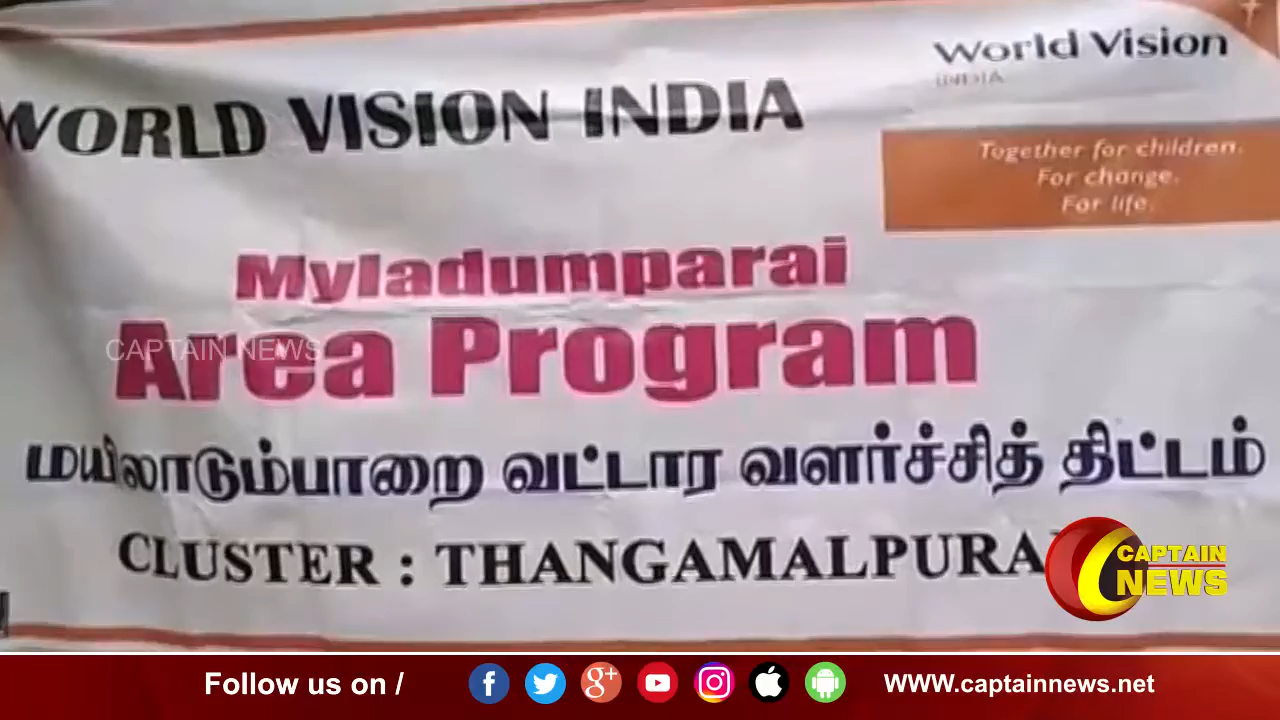 World Vision
INDIA
WORLD VISION INDIA
Together for children.
For change.
For life.
Myladumparai
Area Program
CAPTAIN NEWS
மயிலாடும்பாறை வட்டார வளர்ச்சித் திட்டம்
CLUSTER : THANGAMALPURA
CAPTAIN
NEWS
Follow us on / WWW.captainnews.net